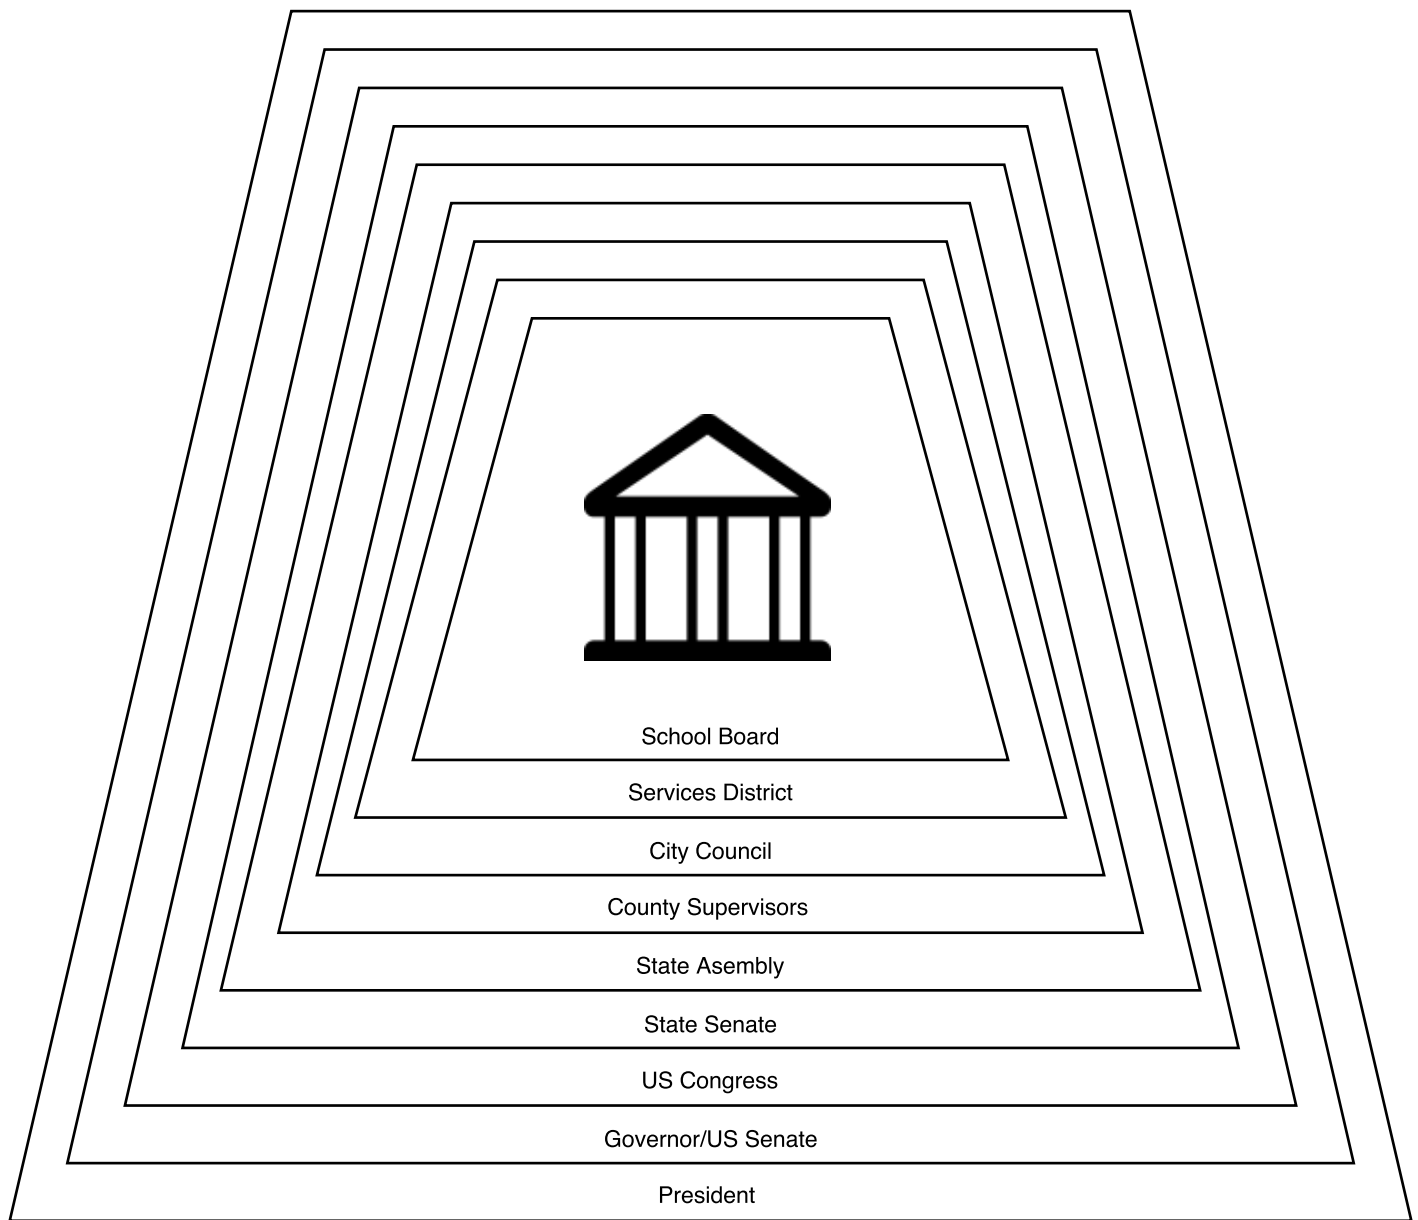 School Board
Services District
City Council
County Supervisors
State Asembly
State Senate
US Congress
Governor/US Senate
President